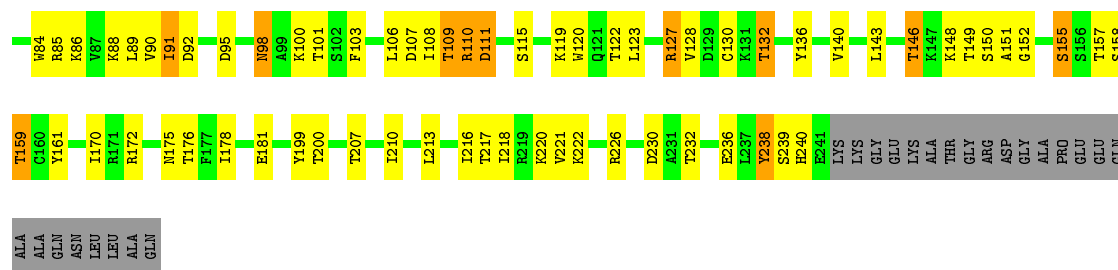 W84 R85 K86 V87 K88 L89 V90 I91 D92 D95 N98 A99 K100 T101 S102 F103 L106 D107 I108 T109 R110 D111 S115 K119 W120 Q121 T122 L123 R127 V128 D129 C130 K131 T132 Y136 V140 L143 T146 K147 K148 T149 S150 A151 G152 S155 S156 T157 S158
T159 C160 Y161 I170 R171 R172 N175 T176 F177 I178 E181 Y199 T200 T207 I210 L213 I216 T217 I218 R219 K220 V221 K222 R226 D230 A231 T232 E236 L237 Y238 S239 H240 E241 LYS LYS GLY GLU LYS ALA THR GLY ARG ASP GLY ALA PRO GLU GLU GLN
ALA ALA GLN ASN LEU LEU ALA GLN